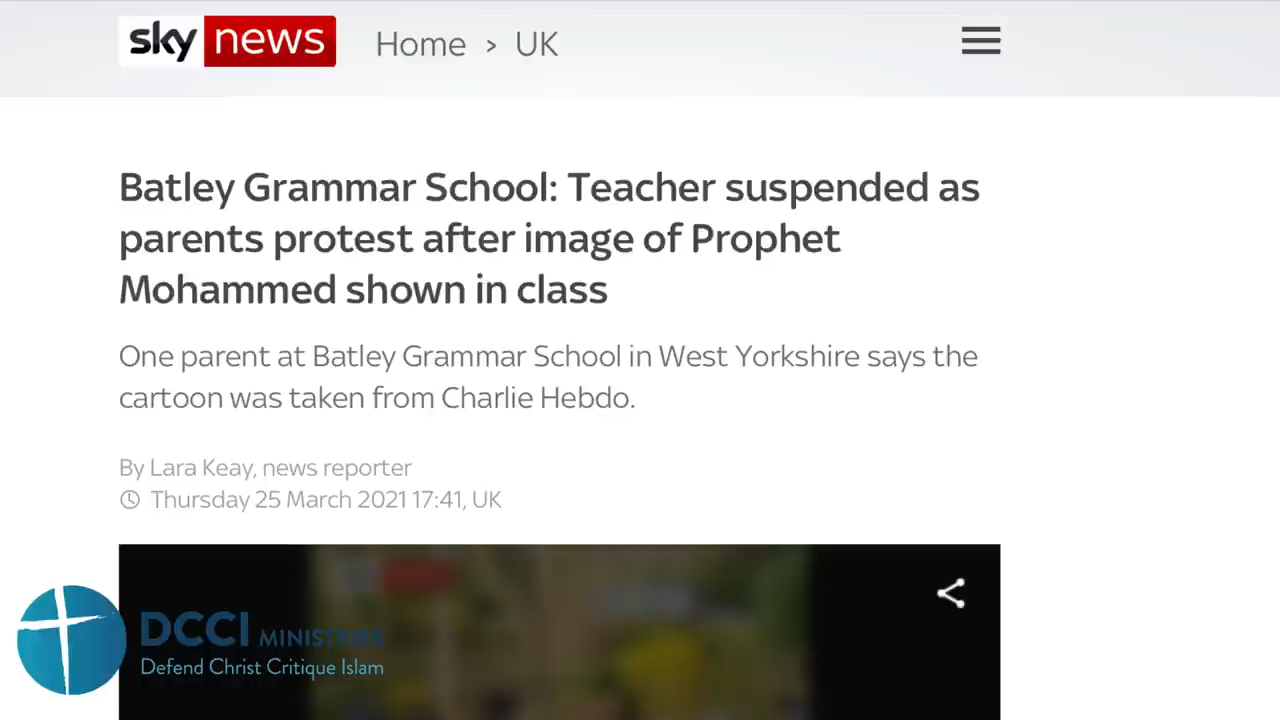 sky news Home > UK
Batley Grammar School: Teacher suspended as
parents protest after image of Prophet
Mohammed shown in class
One parent at Batley Grammar School in West Yorkshire says the
cartoon was taken from Charlie Hebdo.
By Lara Keay, news reporter
Thursday 25 March 2021 17:41, UK
DCCI MINISTRIES
Defend Christ Critique Islam